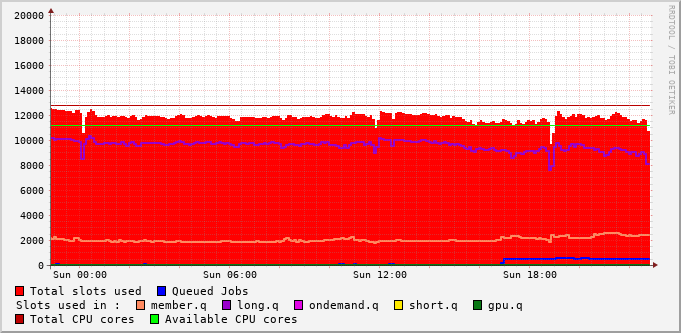 20000
18000
16000
14000
12000
10000
8000
6000
4000
2000
0
Sun 00:00 Sun 06:00 Sun 12:00 Sun 18:00
RRDTOOL / TOBI OETIKER
Total slots used Queued Jobs
Slots used in : member.q long.q ondemand.q short.q gpu.q
Total CPU cores Available CPU cores